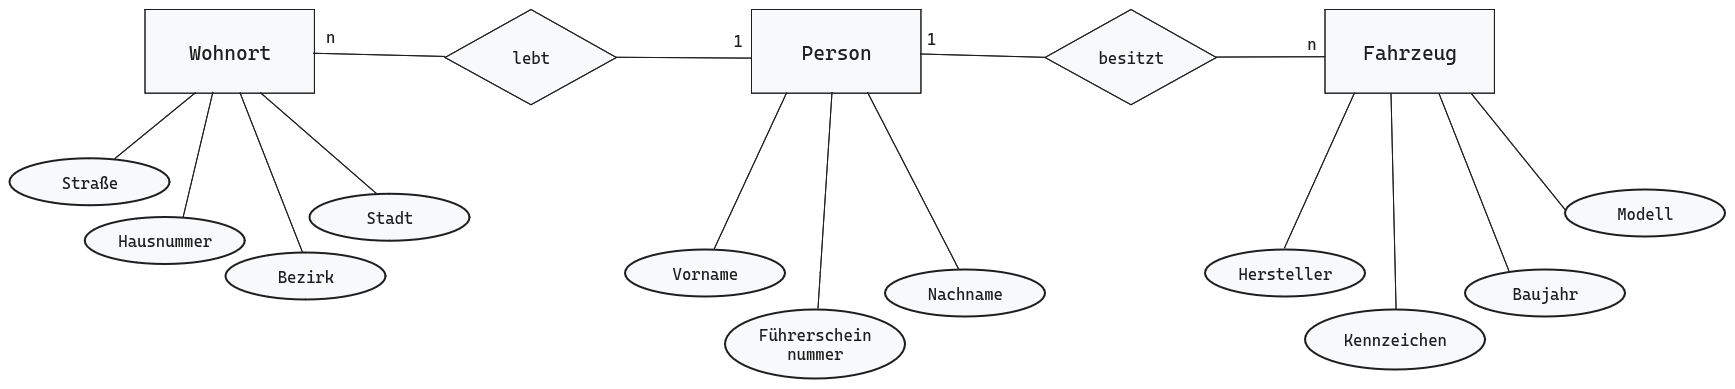 Wohnort
n
lebt
1
Person
1
besitzt
n
Fahrzeug
Straße
Hausnummer
Bezirk
Stadt
Vorname
Führerschein
nummer
Nachname
Hersteller
Kennzeichen
Baujahr
Modell